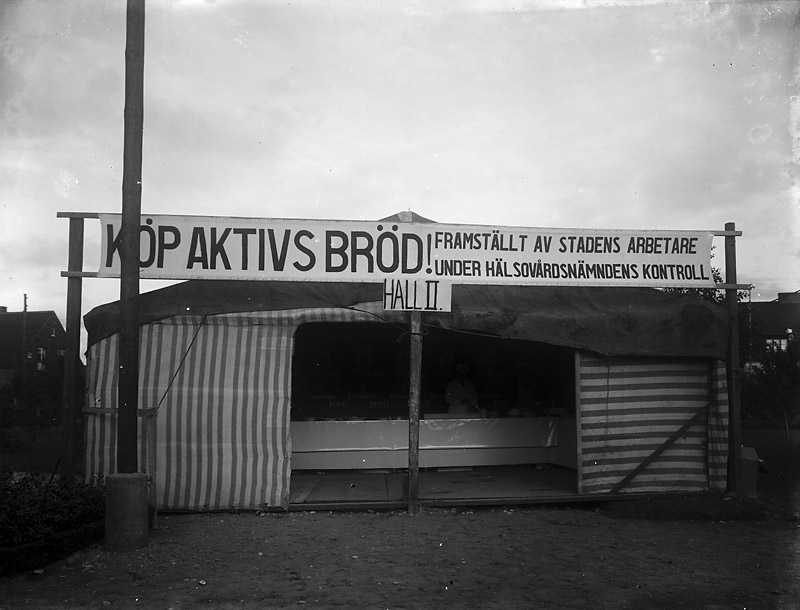 KÖP AKTIVS BRÖD!
FRAMSTÄLLT AV STADENS ARBETARE
UNDER HÄLSOVÅRDSNÄMNDENS KONTROLL
HALL II.